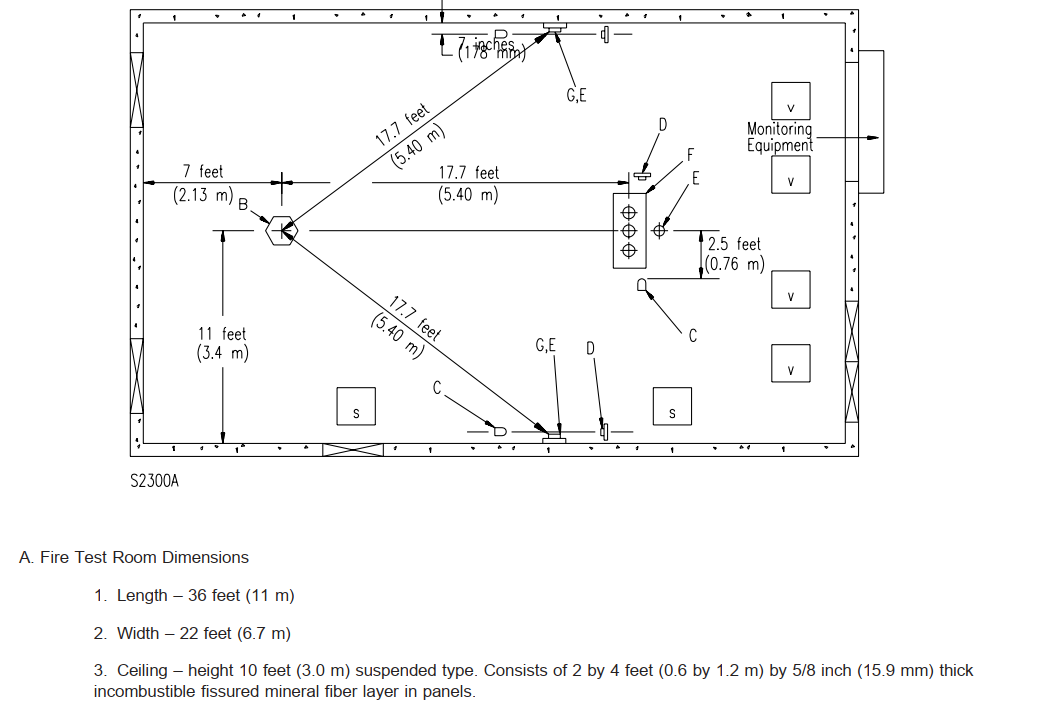 7 inches
(178 mm)
G,E
17.7 feet
(5.40 m)
D
V
Monitoring
Equipment
F
7 feet
(2.13 m)
17.7 feet
(5.40 m)
E
V
B
2.5 feet
(0.76 m)
17.7 feet
(5.40 m)
V
11 feet
(3.4 m)
G,E
D
C
V
C
S
S
S2300A
A. Fire Test Room Dimensions
1. Length – 36 feet (11 m)
2. Width – 22 feet (6.7 m)
3. Ceiling – height 10 feet (3.0 m) suspended type. Consists of 2 by 4 feet (0.6 by 1.2 m) by 5/8 inch (15.9 mm) thick
incombustible fissured mineral fiber layer in panels.